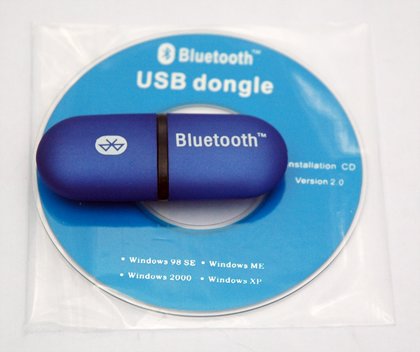 Bluetooth™
USB dongle
Bluetooth™
Installation CD
Version 2.0
• Windows 98 SE • Windows ME
• Windows 2000 • Windows XP